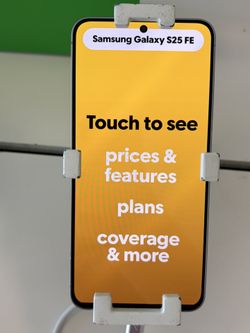 Samsung Galaxy S25 FE
Touch to see
prices &
features
plans
coverage
& more